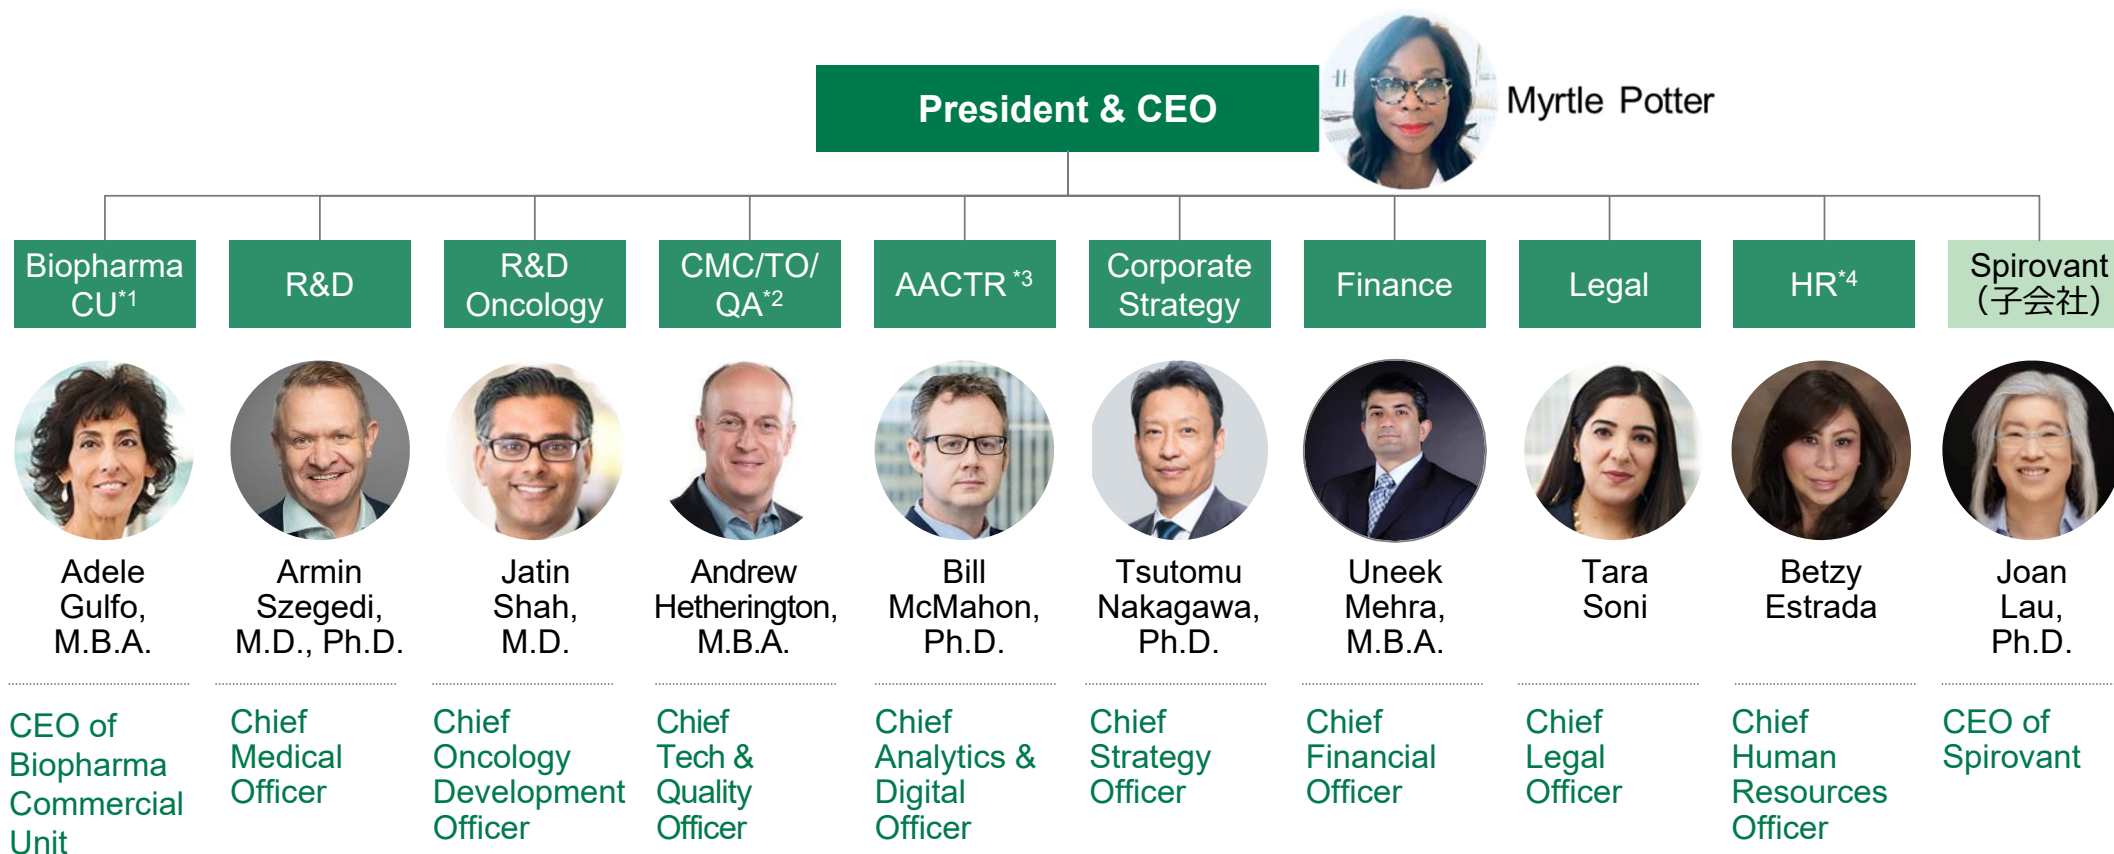 President & CEO
Myrtle Potter
Biopharma
CU*1
R&D
R&D
Oncology
CMC/TO/
QA*2
AACTR *3
Corporate
Strategy
Finance
Legal
HR*4
Spirovant
（子会社）
Adele
Gulfo,
M.B.A.
Armin
Szegedi,
M.D., Ph.D.
Jatin
Shah,
M.D.
Andrew
Hetherington,
M.B.A.
Bill
McMahon,
Ph.D.
Tsutomu
Nakagawa,
Ph.D.
Uneek
Mehra,
M.B.A.
Tara
Soni
Betzy
Estrada
Joan
Lau,
Ph.D.
CEO of
Biopharma
Commercial
Unit
Chief
Medical
Officer
Chief
Oncology
Development
Officer
Chief
Tech &
Quality
Officer
Chief
Analytics &
Digital
Officer
Chief
Strategy
Officer
Chief
Financial
Officer
Chief
Legal
Officer
Chief
Human
Resources
Officer
CEO of
Spirovant